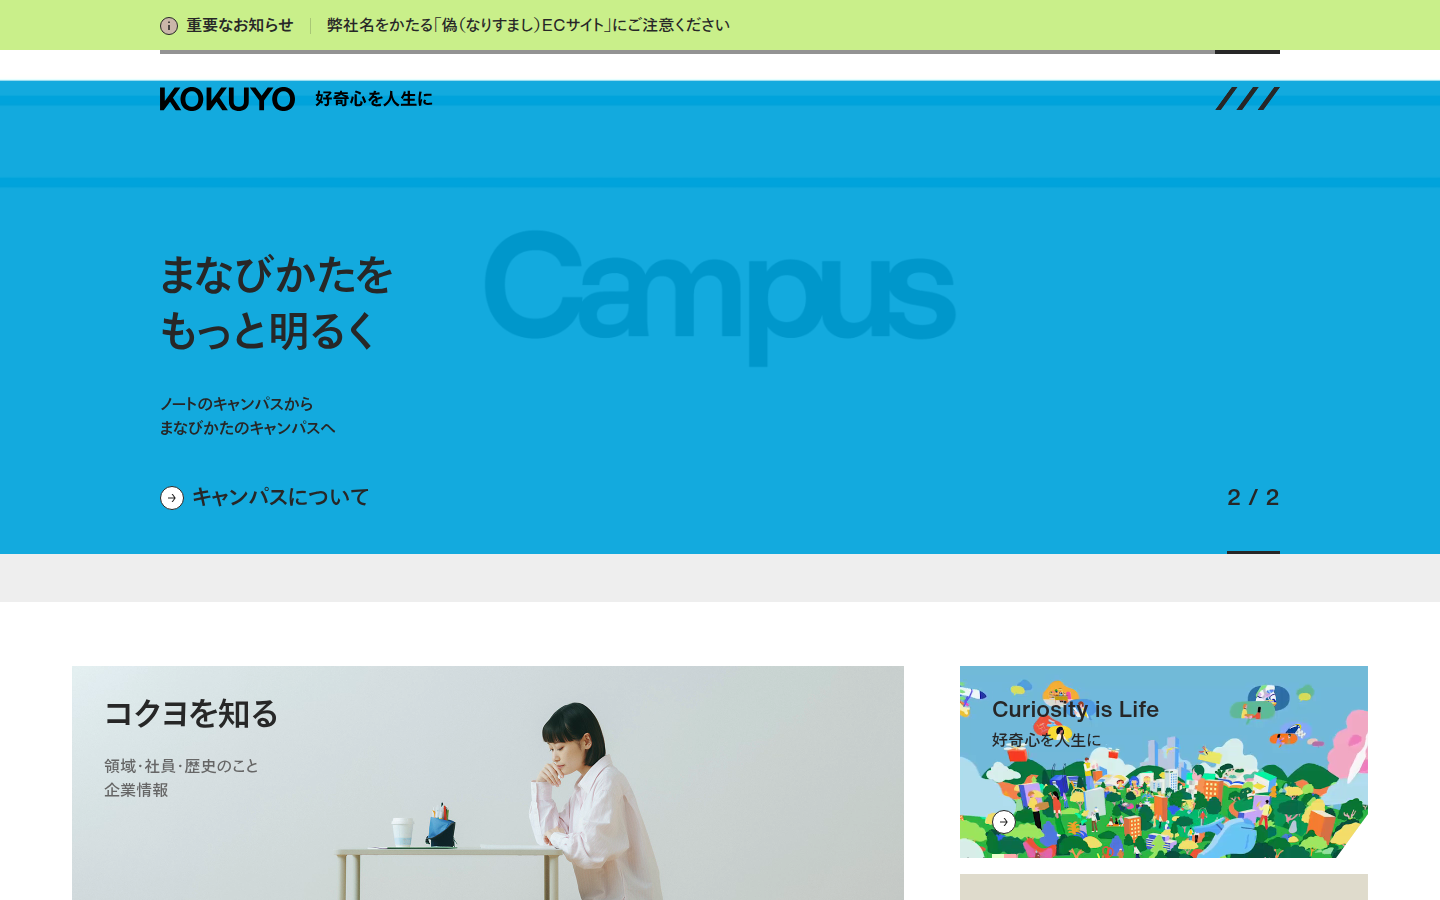 重要なお知らせ
弊社名をかたる「偽(なりすまし)ECサイト」にご注意ください
KOKUYO 好奇心を人生に
Campus
まなびかたを
もっと明るく
ノートのキャンパスから
まなびかたのキャンパスへ
キャンパスについて
2 / 2
コクヨを知る
領域・社員・歴史のこと
企業情報
Curiosity is Life
好奇心を人生に